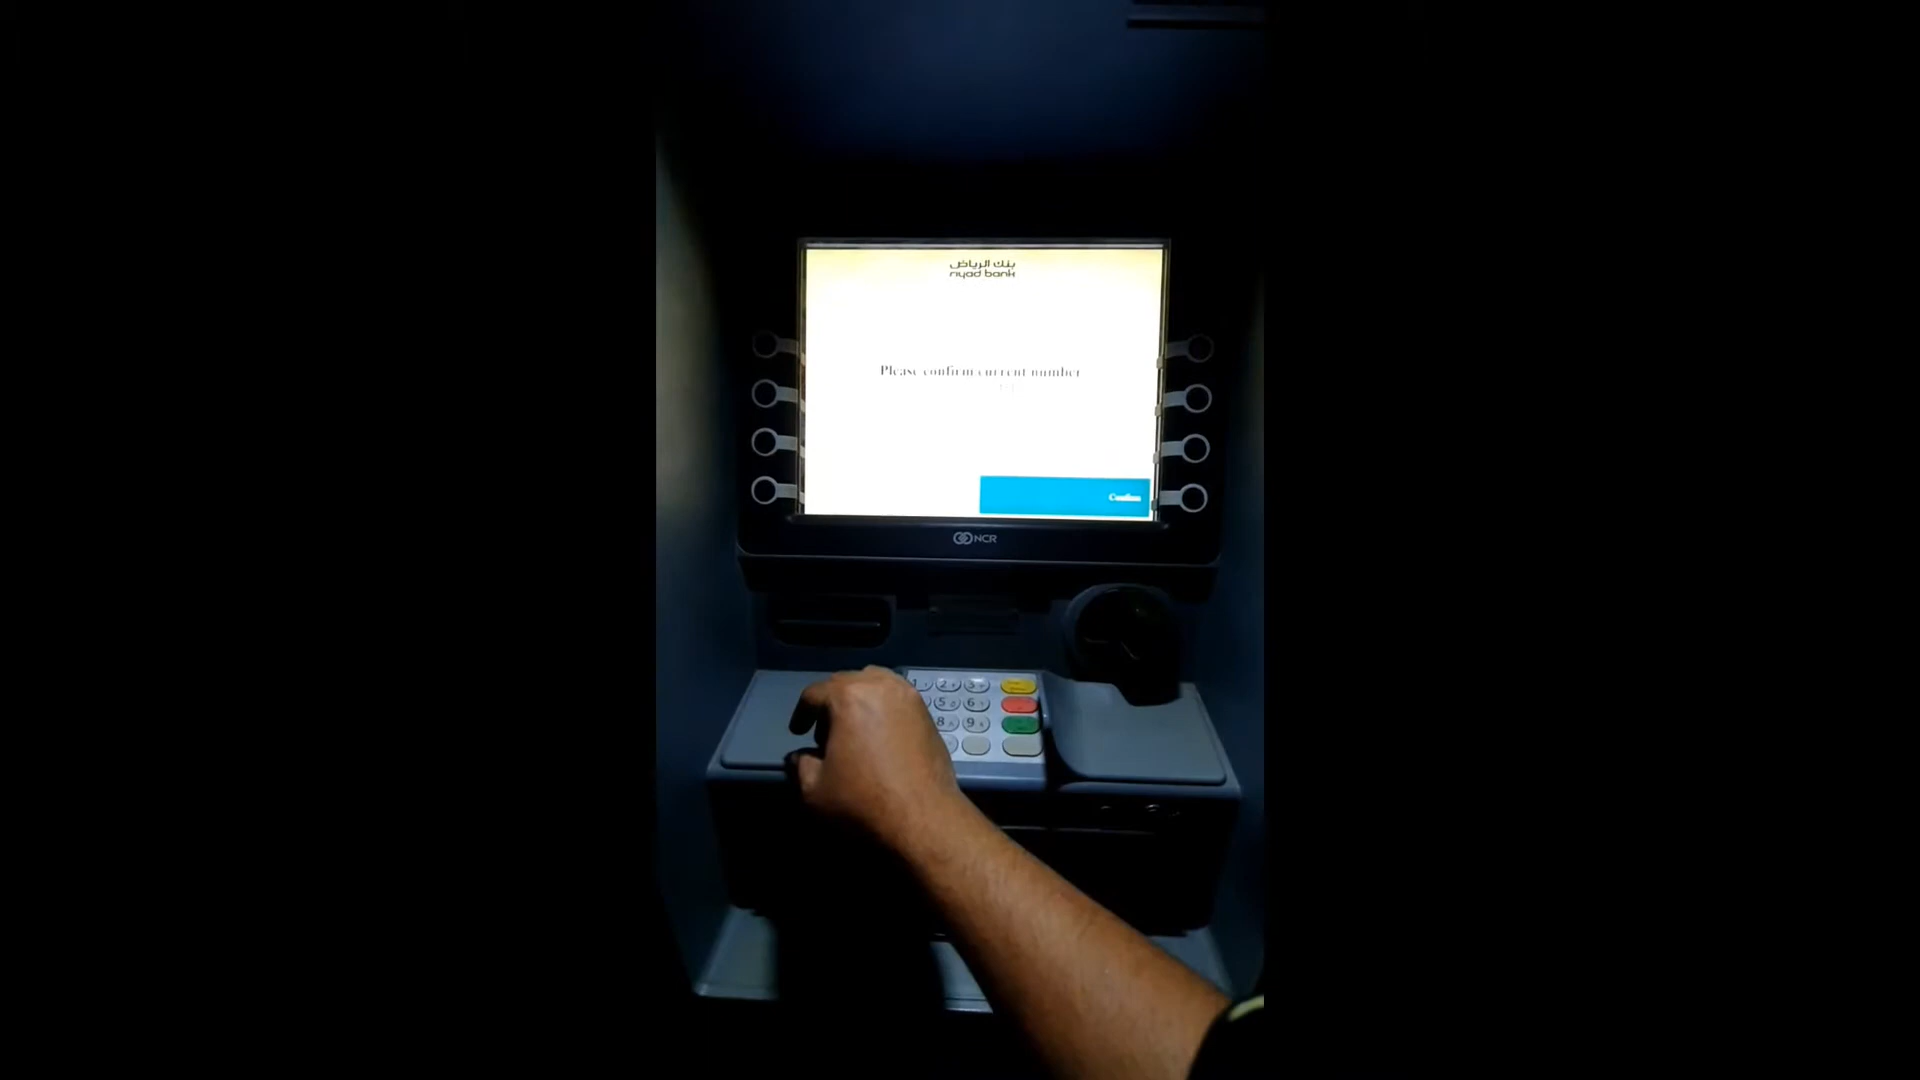 بنك الرياض
riyad bank
Please confirm current number
Confirm
NCR
1 2 3
5 6
8 9